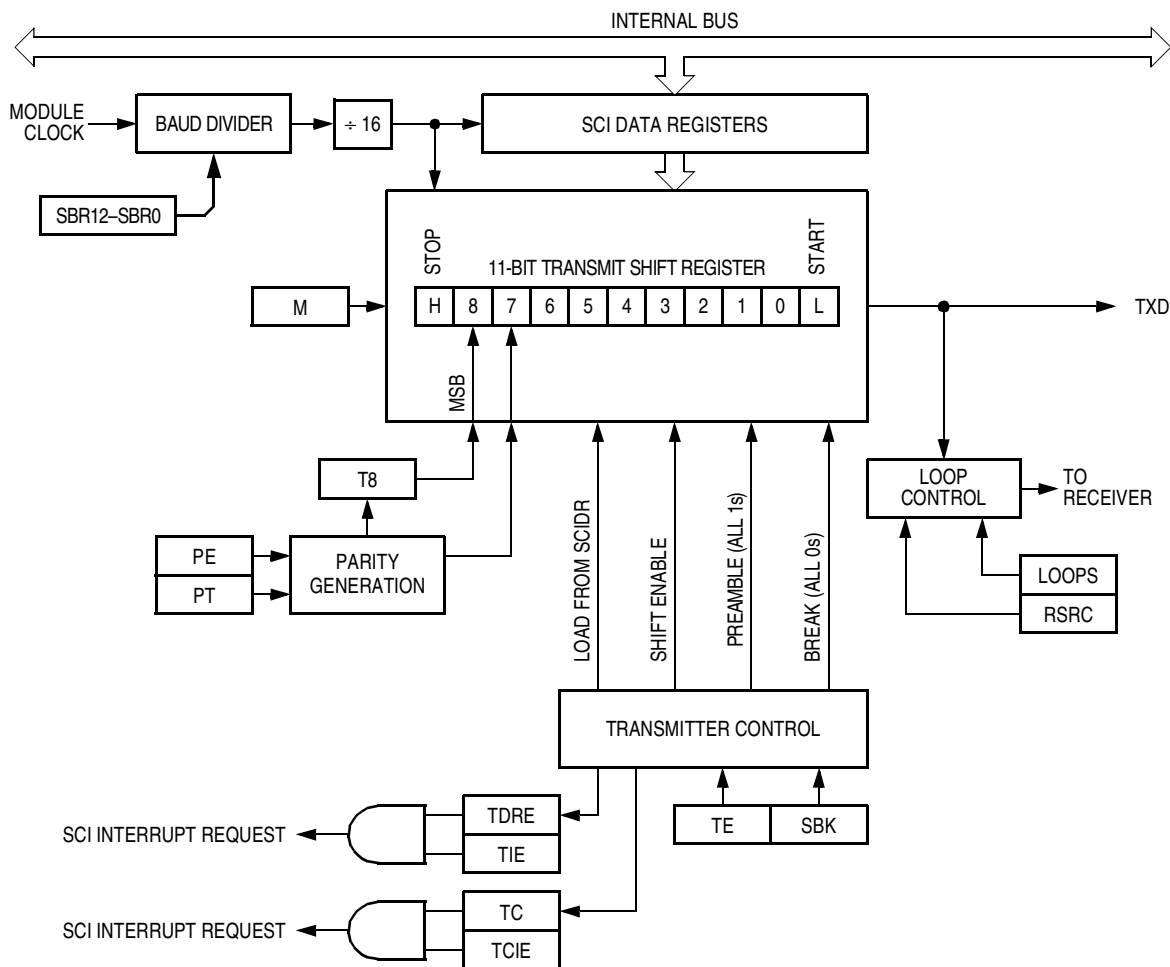 INTERNAL BUS
MODULE
CLOCK
BAUD DIVIDER
÷ 16
SCI DATA REGISTERS
SBR12–SBR0
STOP
11-BIT TRANSMIT SHIFT REGISTER
START
H 8 7 6 5 4 3 2 1 0 L
M
TXD
MSB
T8
LOOP
CONTROL
TO
RECEIVER
PE
PT
PARITY
GENERATION
LOAD FROM SCIDR
SHIFT ENABLE
PREAMBLE (ALL 1s)
BREAK (ALL 0s)
LOOPS
RSRC
TRANSMITTER CONTROL
TE
SBK
SCI INTERRUPT REQUEST
TDRE
TIE
SCI INTERRUPT REQUEST
TC
TCIE